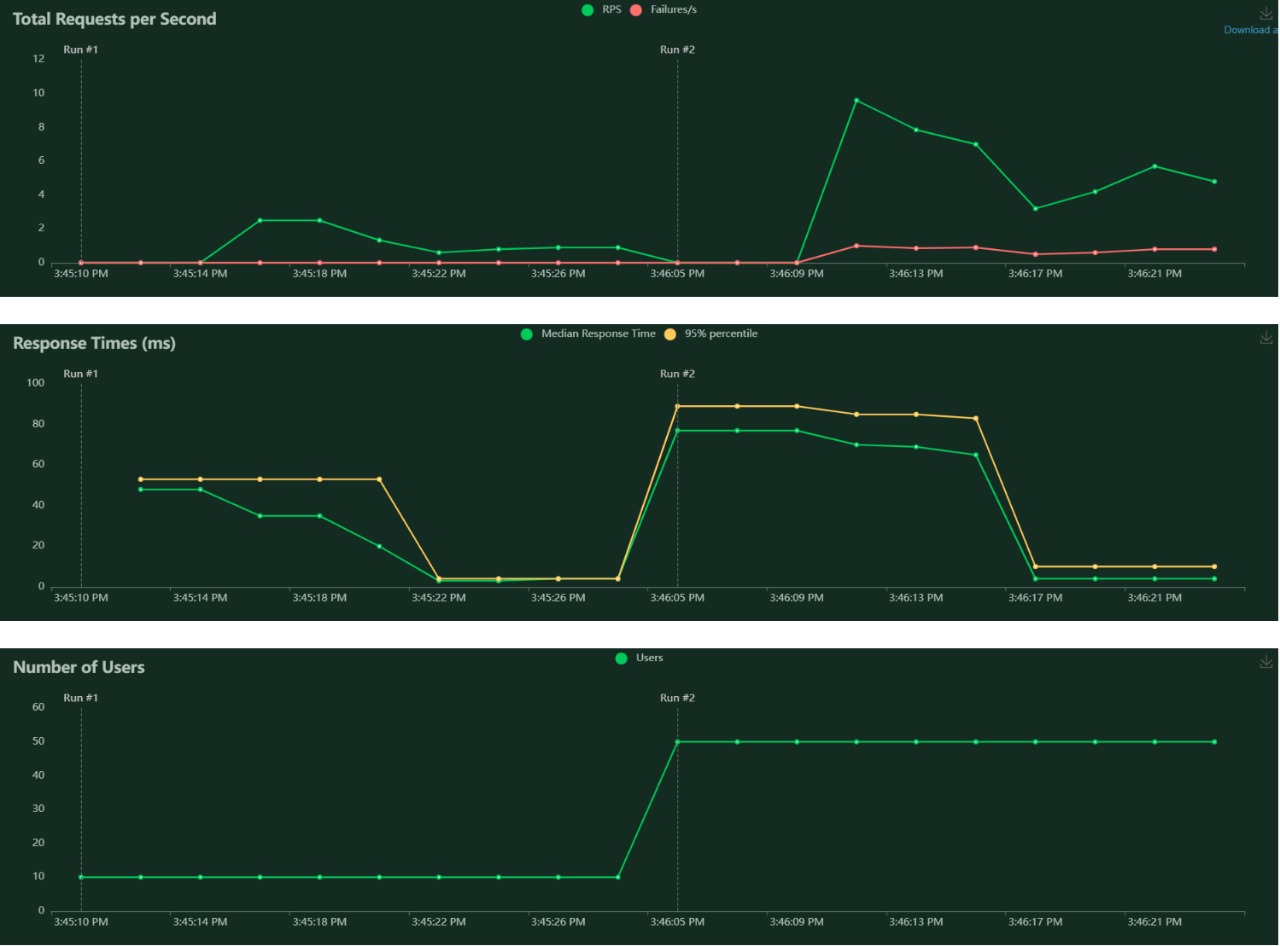 Total Requests per Second
RPS Failures/s
Download a
Run #1 Run #2
12
10
8
6
4
2
0
3:45:10 PM 3:45:14 PM 3:45:18 PM 3:45:22 PM 3:45:26 PM 3:46:05 PM 3:46:09 PM 3:46:13 PM 3:46:17 PM 3:46:21 PM
Response Times (ms)
Median Response Time 95% percentile
Run #1 Run #2
100
80
60
40
20
0
3:45:10 PM 3:45:14 PM 3:45:18 PM 3:45:22 PM 3:45:26 PM 3:46:05 PM 3:46:09 PM 3:46:13 PM 3:46:17 PM 3:46:21 PM
Number of Users
Users
Run #1 Run #2
60
50
40
30
20
10
0
3:45:10 PM 3:45:14 PM 3:45:18 PM 3:45:22 PM 3:45:26 PM 3:46:05 PM 3:46:09 PM 3:46:13 PM 3:46:17 PM 3:46:21 PM